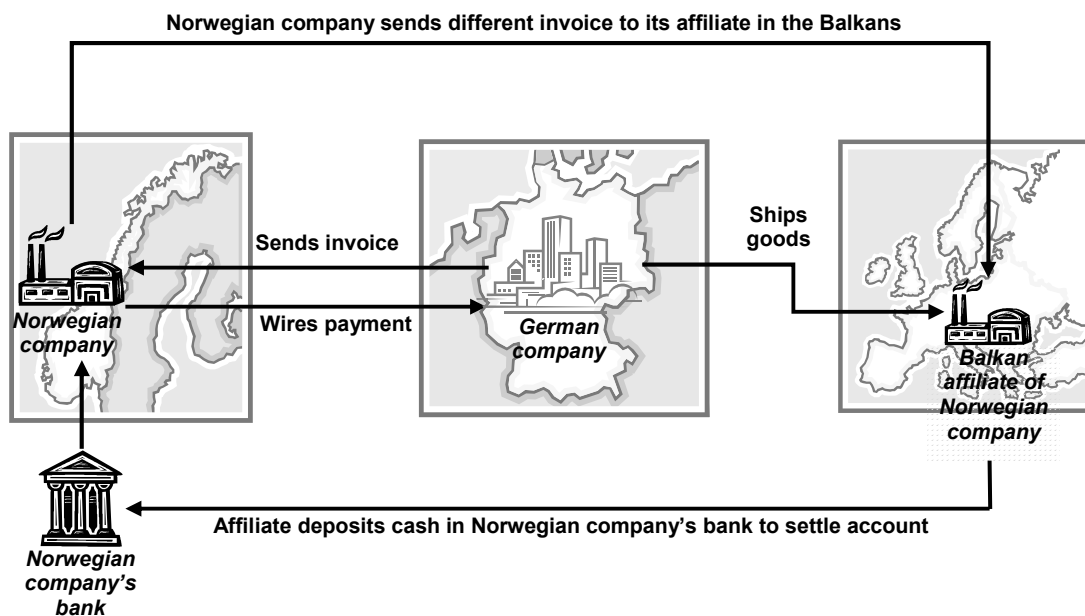 Norwegian company sends different invoice to its affiliate in the Balkans
Sends invoice
Wires payment
Ships
goods
Norwegian
company
German
company
Balkan
affiliate of
Norwegian
company
Affiliate deposits cash in Norwegian company’s bank to settle account
Norwegian
company’s
bank